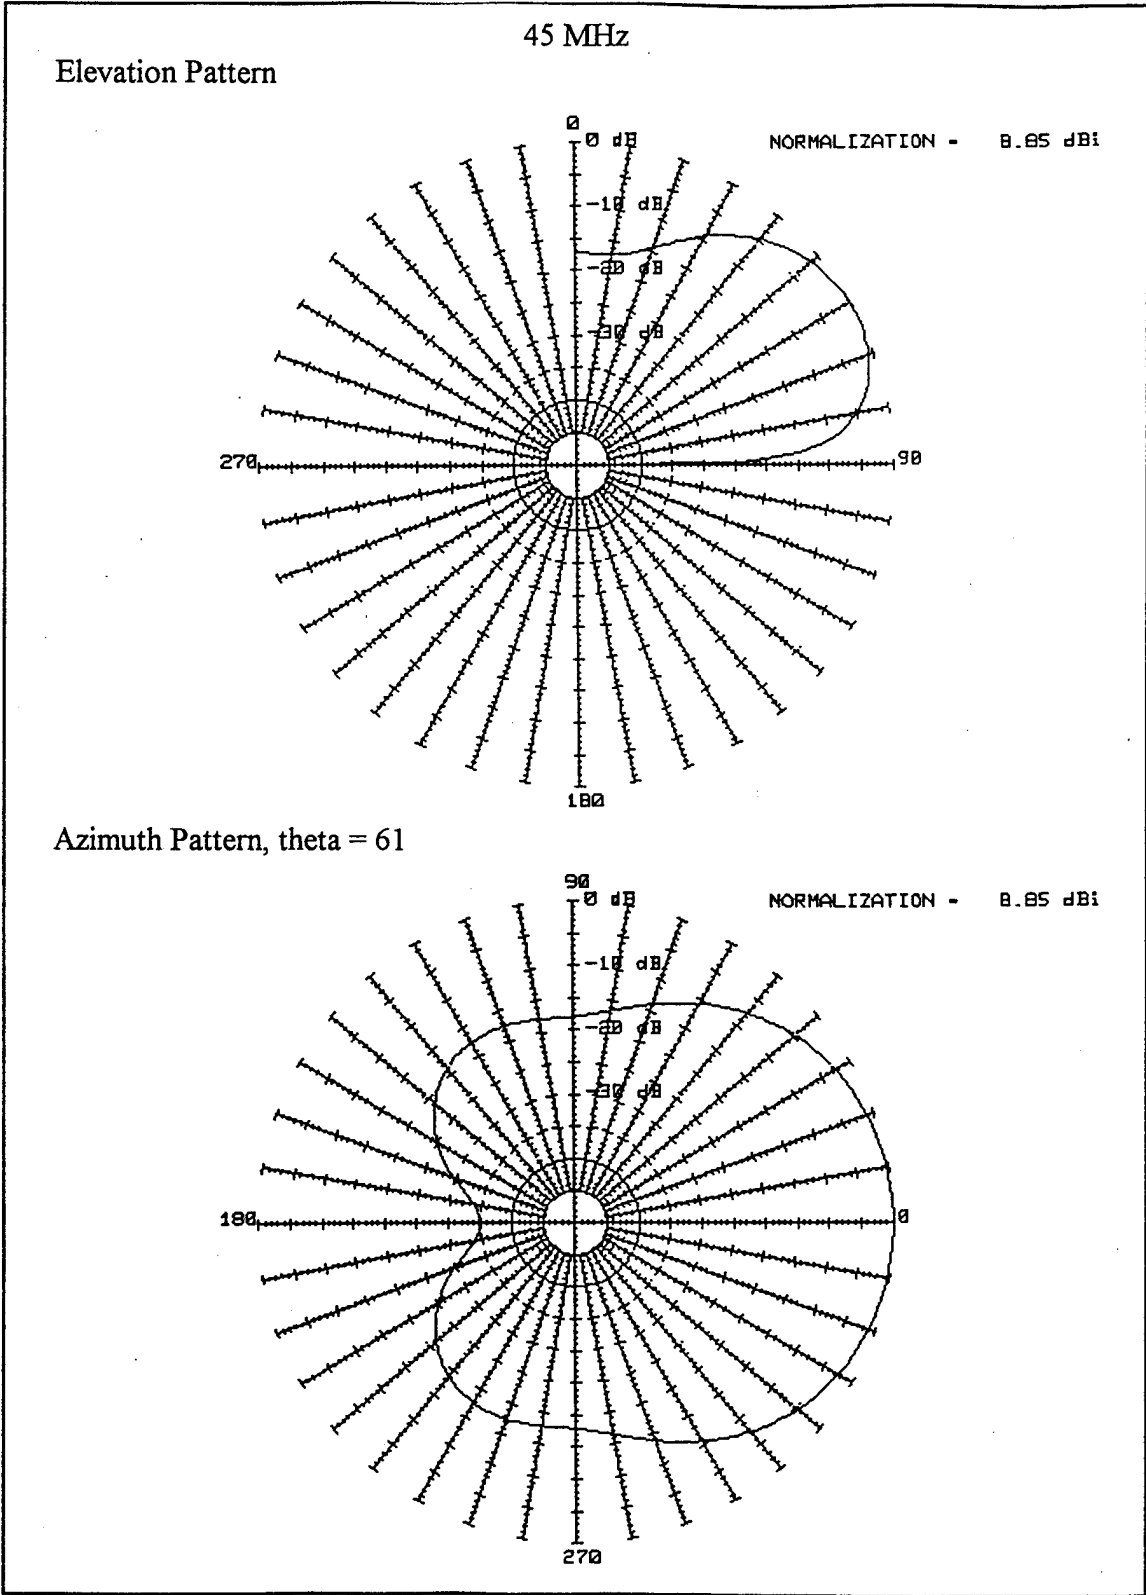 45 MHz
Elevation Pattern
0
0 dB
NORMALIZATION - 8.85 dBi
-10 dB
-20 dB
-30 dB
270
90
180
Azimuth Pattern, theta = 61
90
0 dB
NORMALIZATION - 8.85 dBi
-10 dB
-20 dB
-30 dB
180
0
270